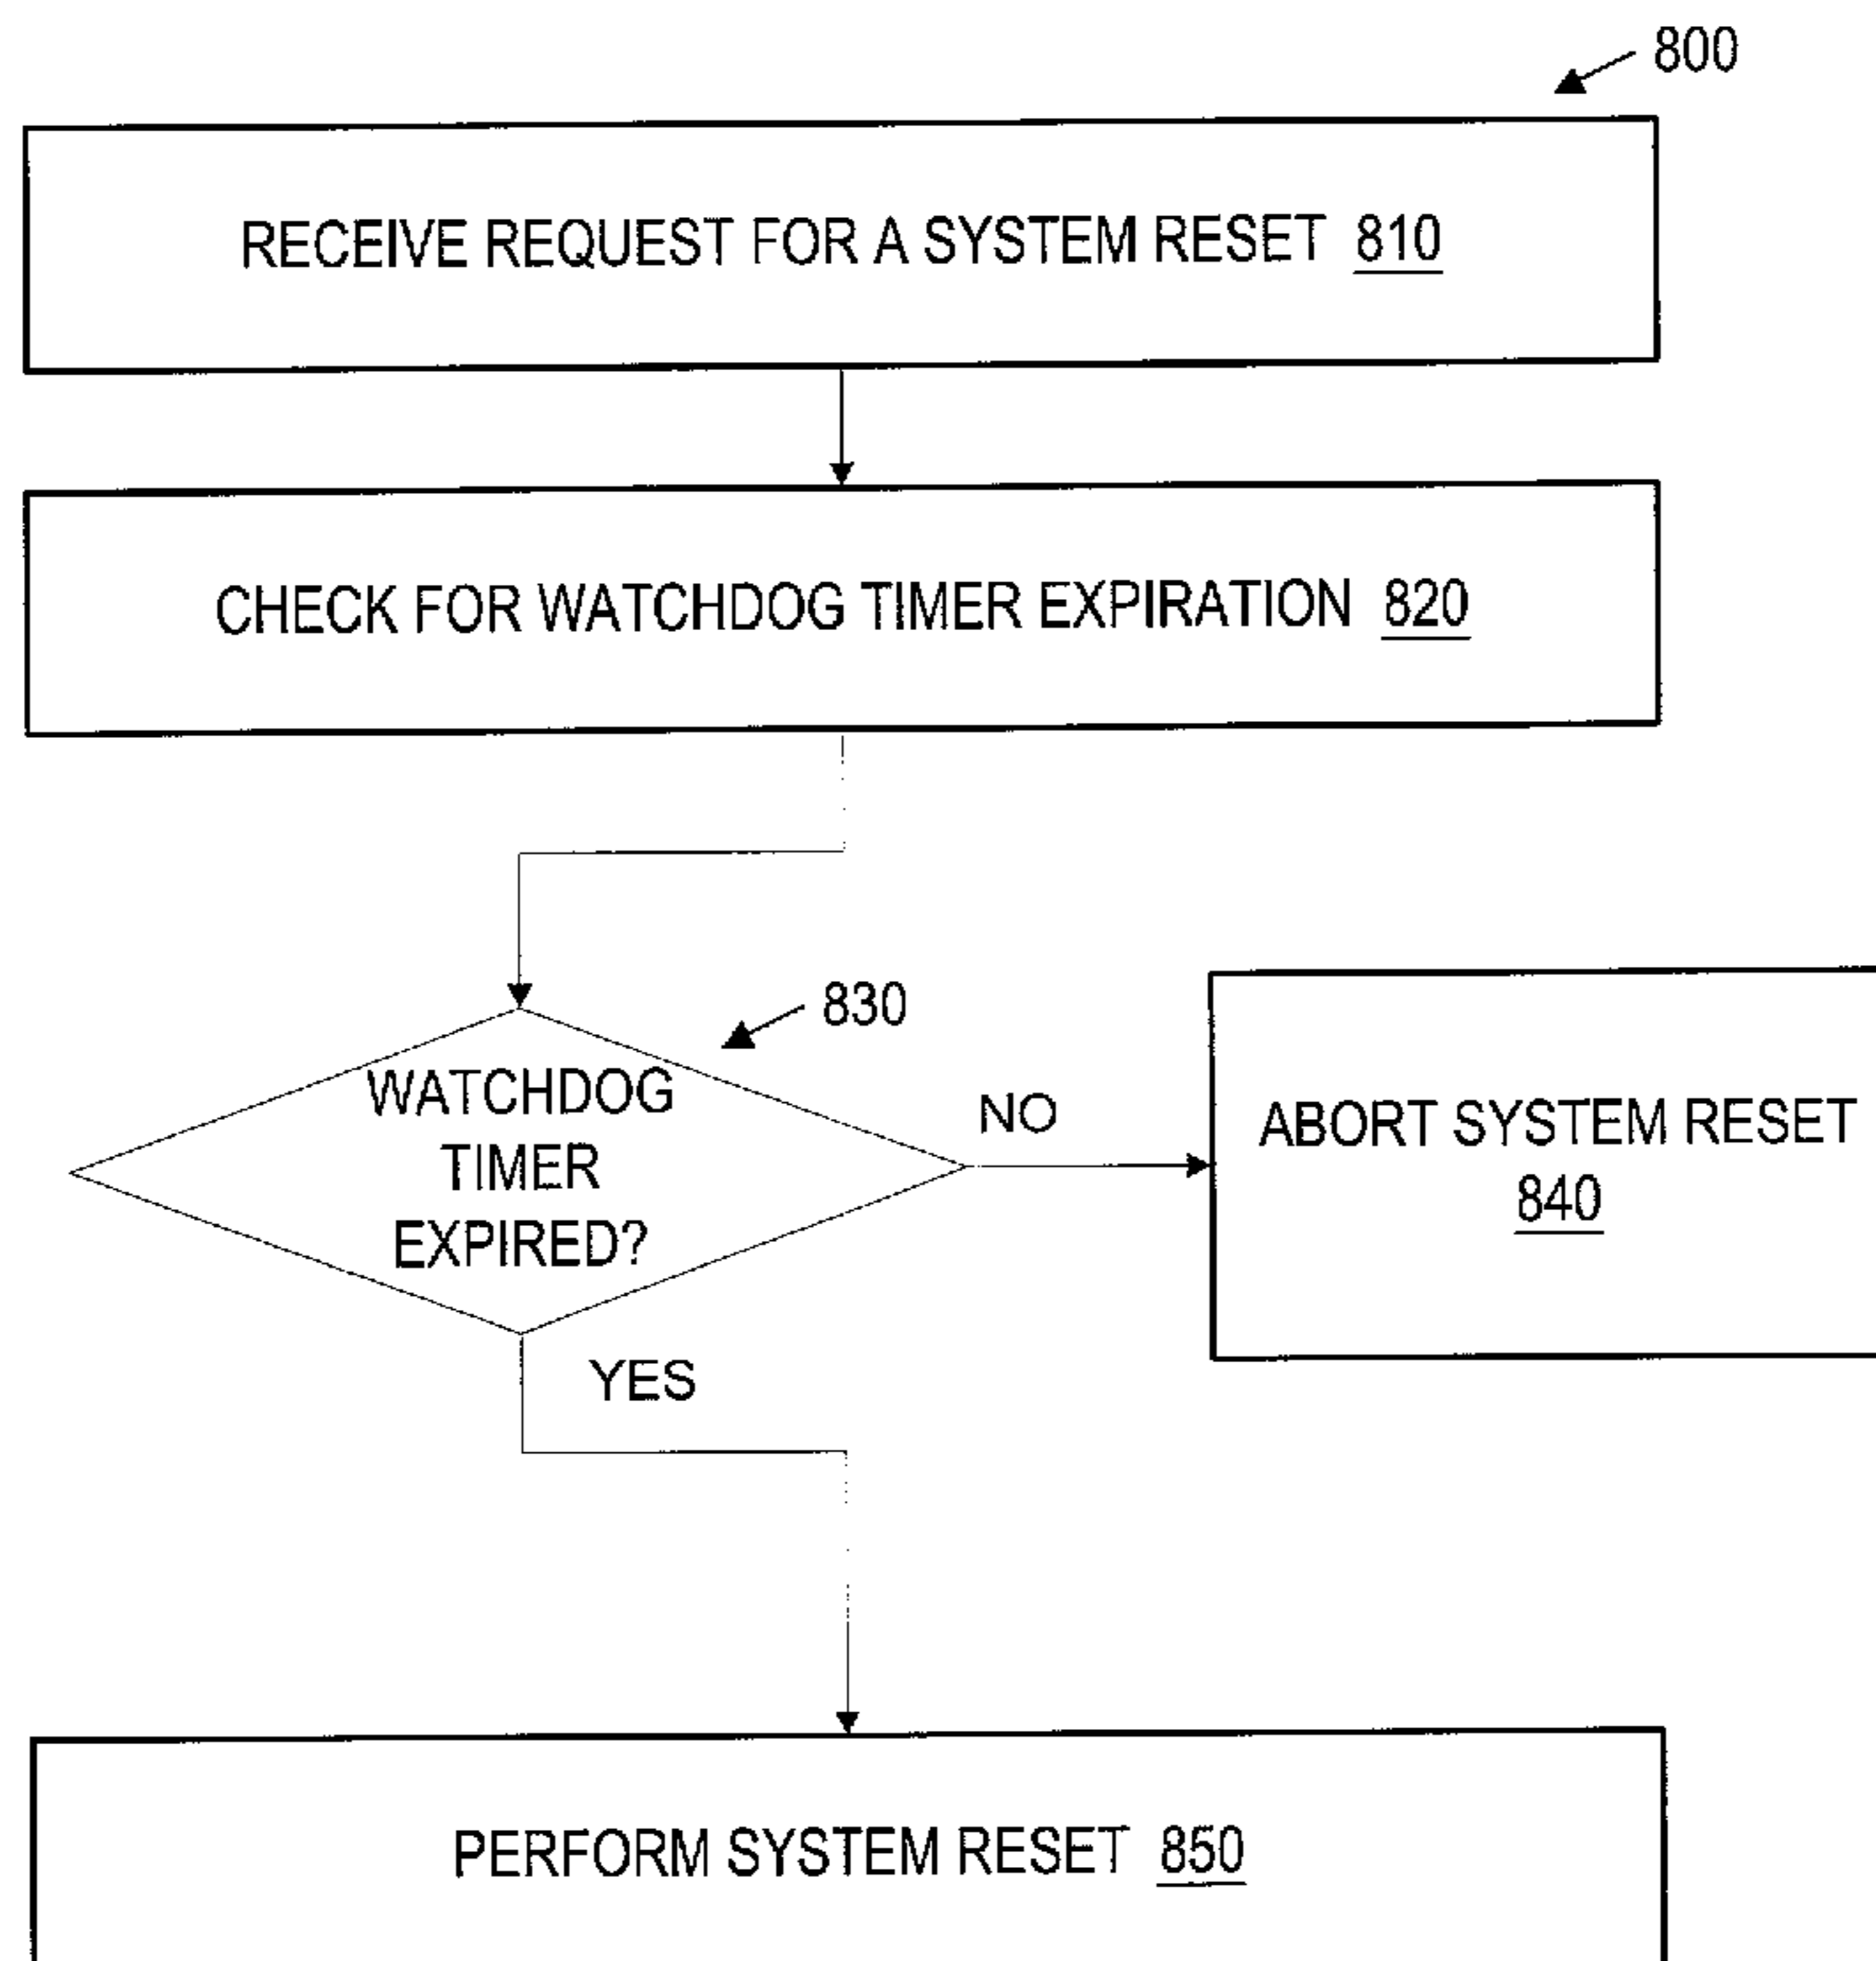 800
RECEIVE REQUEST FOR A SYSTEM RESET 810
CHECK FOR WATCHDOG TIMER EXPIRATION 820
830
WATCHDOG
TIMER
EXPIRED?
NO
ABORT SYSTEM RESET
840
YES
PERFORM SYSTEM RESET 850